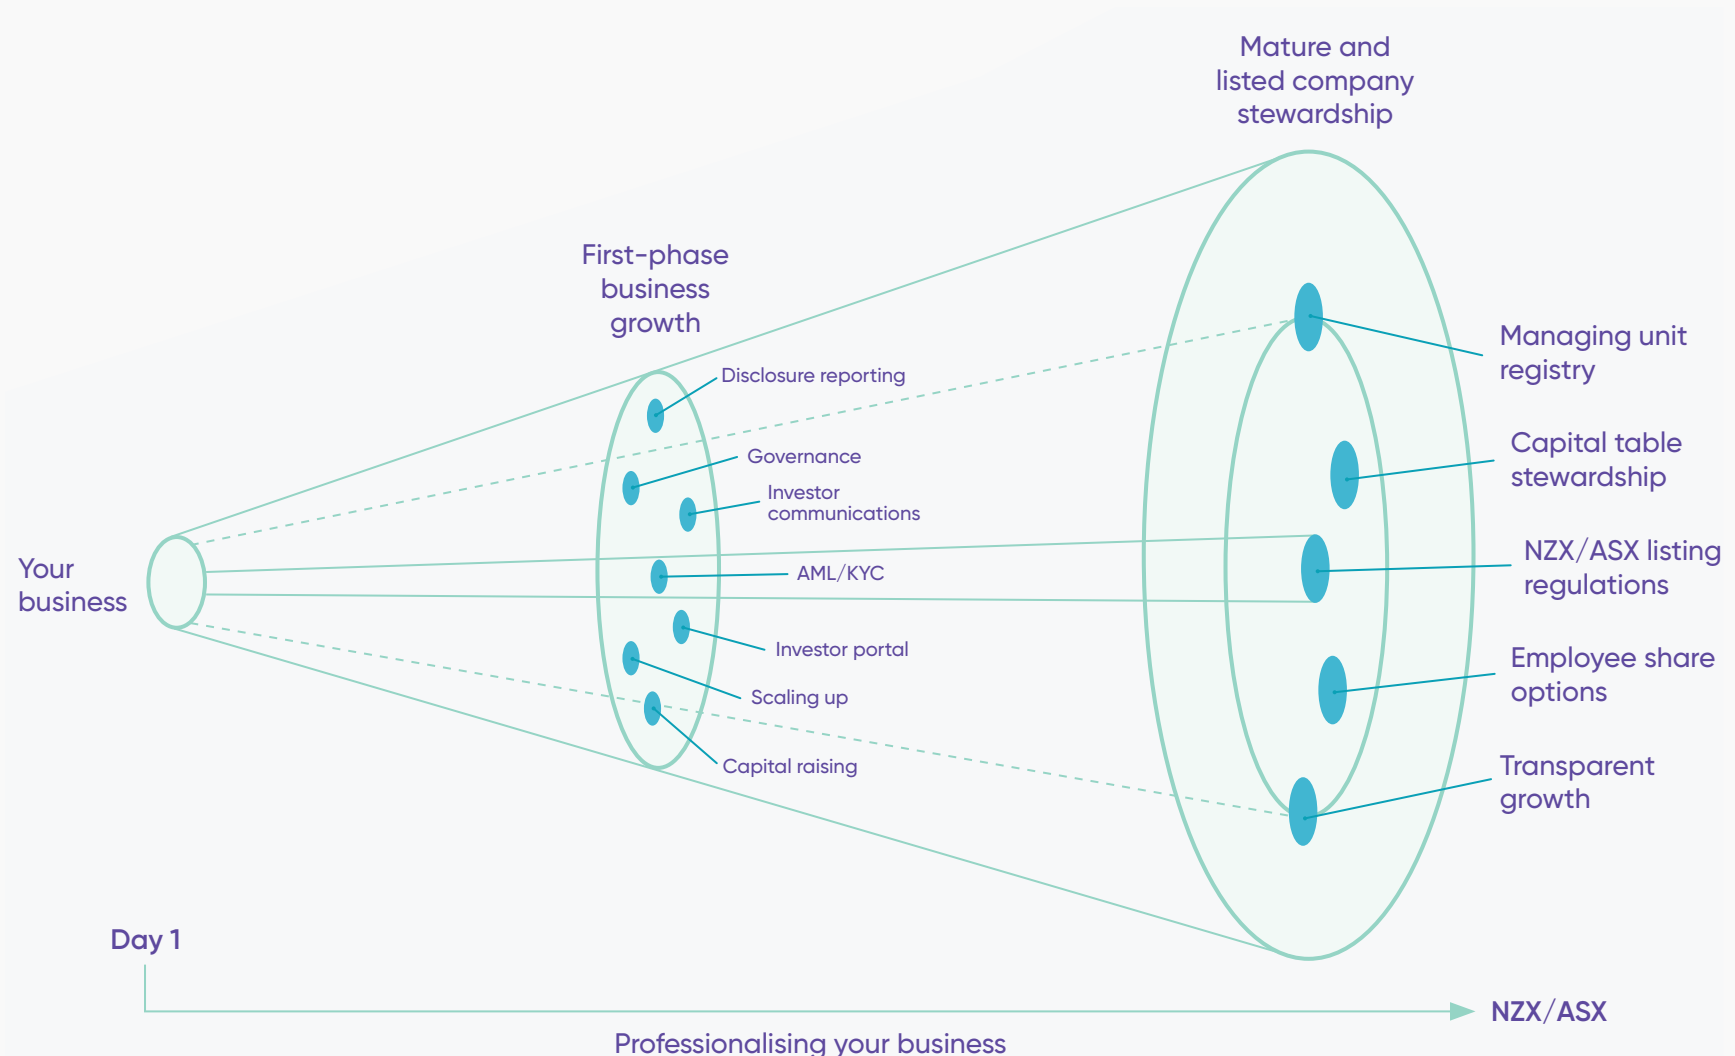 Mature and
listed company
stewardship
First-phase
business
growth
Disclosure reporting
Governance
Investor
communications
AML/KYC
Investor portal
Scaling up
Capital raising
Your
business
Managing unit
registry
Capital table
stewardship
NZX/ASX listing
regulations
Employee share
options
Transparent
growth
Day 1
NZX/ASX
Professionalising your business